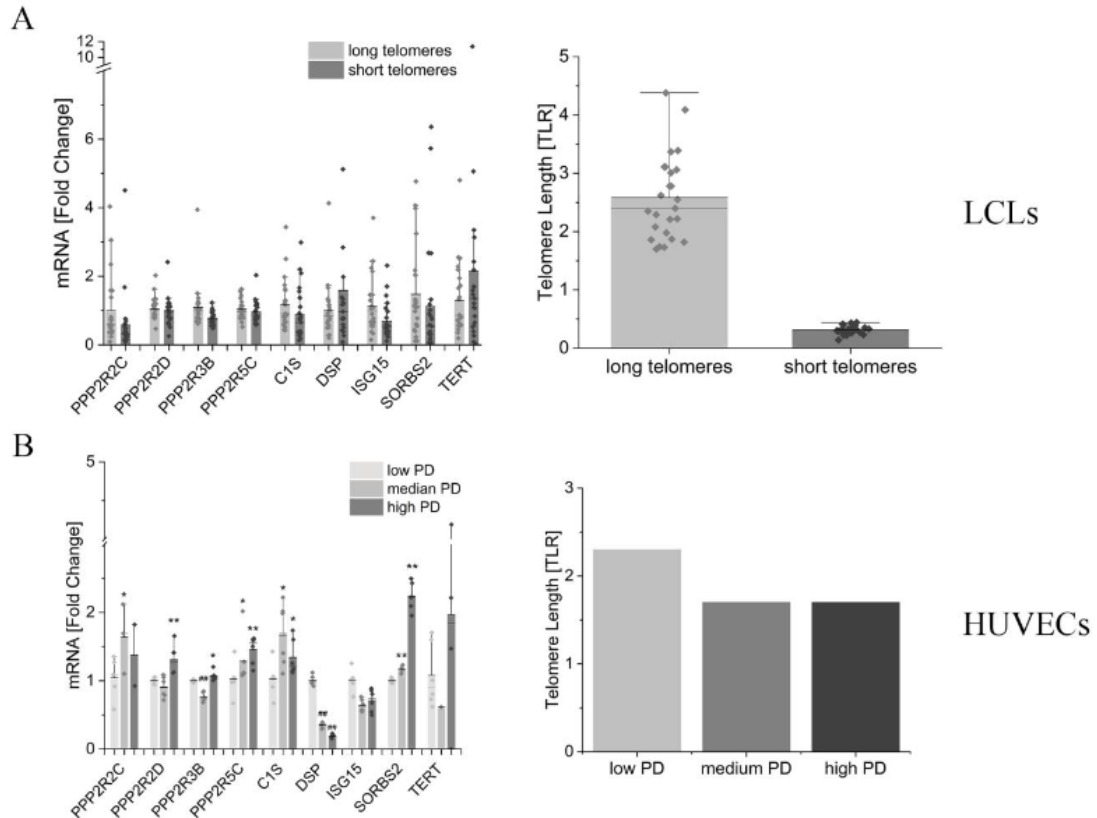 A
mRNA [Fold Change]
12
10
6
4
2
0
long telomeres
short telomeres
PPP2R2C
PPP2R2D
PPP2R3B
PPP2R5C
C1S
DSP
ISG15
SORBS2
TERT
Telomere Length [TLR]
5
4
3
2
1
0
long telomeres
short telomeres
LCLs
B
mRNA [Fold Change]
5
2
1
0
low PD
median PD
high PD
*
**
##
*
*
**
*
*
##
##
**
**
PPP2R2C
PPP2R2D
PPP2R3B
PPP2R5C
C1S
DSP
ISG15
SORBS2
TERT
Telomere Length [TLR]
3
2
1
0
low PD
medium PD
high PD
HUVECs